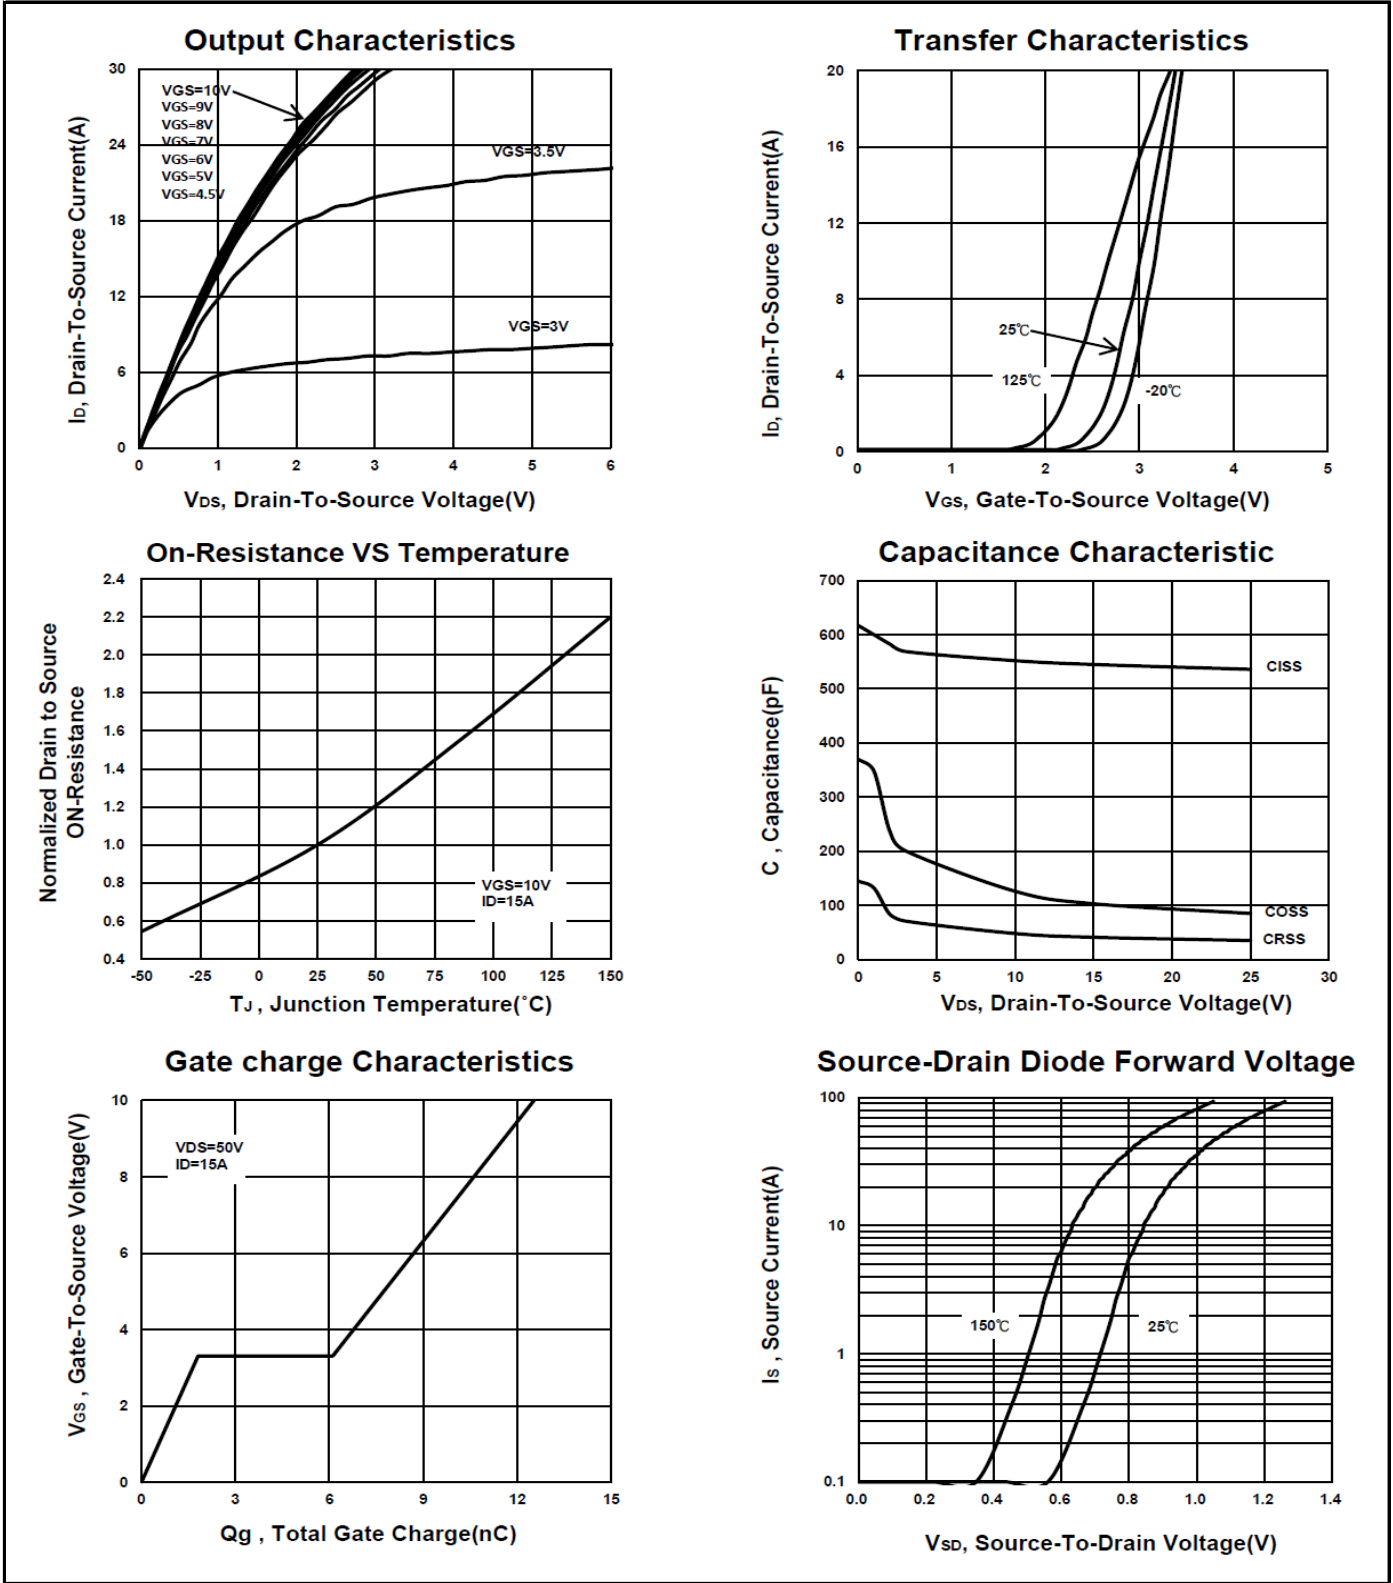 Output Characteristics
30
24
18
12
6
0
0 1 2 3 4 5 6
VGS=10V
VGS=9V
VGS=8V
VGS=7V
VGS=6V
VGS=5V
VGS=4.5V
VGS=3.5V
VGS=3V
ID, Drain-To-Source Current(A)
VDS, Drain-To-Source Voltage(V)
Transfer Characteristics
20
16
12
8
4
0
0 1 2 3 4 5
25℃
125℃
-20℃
ID, Drain-To-Source Current(A)
VGS, Gate-To-Source Voltage(V)
On-Resistance VS Temperature
2.4
2.2
2.0
1.8
1.6
1.4
1.2
1.0
0.8
0.6
0.4
-50 -25 0 25 50 75 100 125 150
VGS=10V
ID=15A
Normalized Drain to Source
ON-Resistance
TJ , Junction Temperature(˚C)
Capacitance Characteristic
700
600
500
400
300
200
100
0
0 5 10 15 20 25 30
CISS
COSS
CRSS
C , Capacitance(pF)
VDS, Drain-To-Source Voltage(V)
Gate charge Characteristics
10
8
6
4
2
0
0 3 6 9 12 15
VDS=50V
ID=15A
VGS , Gate-To-Source Voltage(V)
Qg , Total Gate Charge(nC)
Source-Drain Diode Forward Voltage
100
10
1
0.1
0.0 0.2 0.4 0.6 0.8 1.0 1.2 1.4
150℃
25℃
IS , Source Current(A)
VSD, Source-To-Drain Voltage(V)